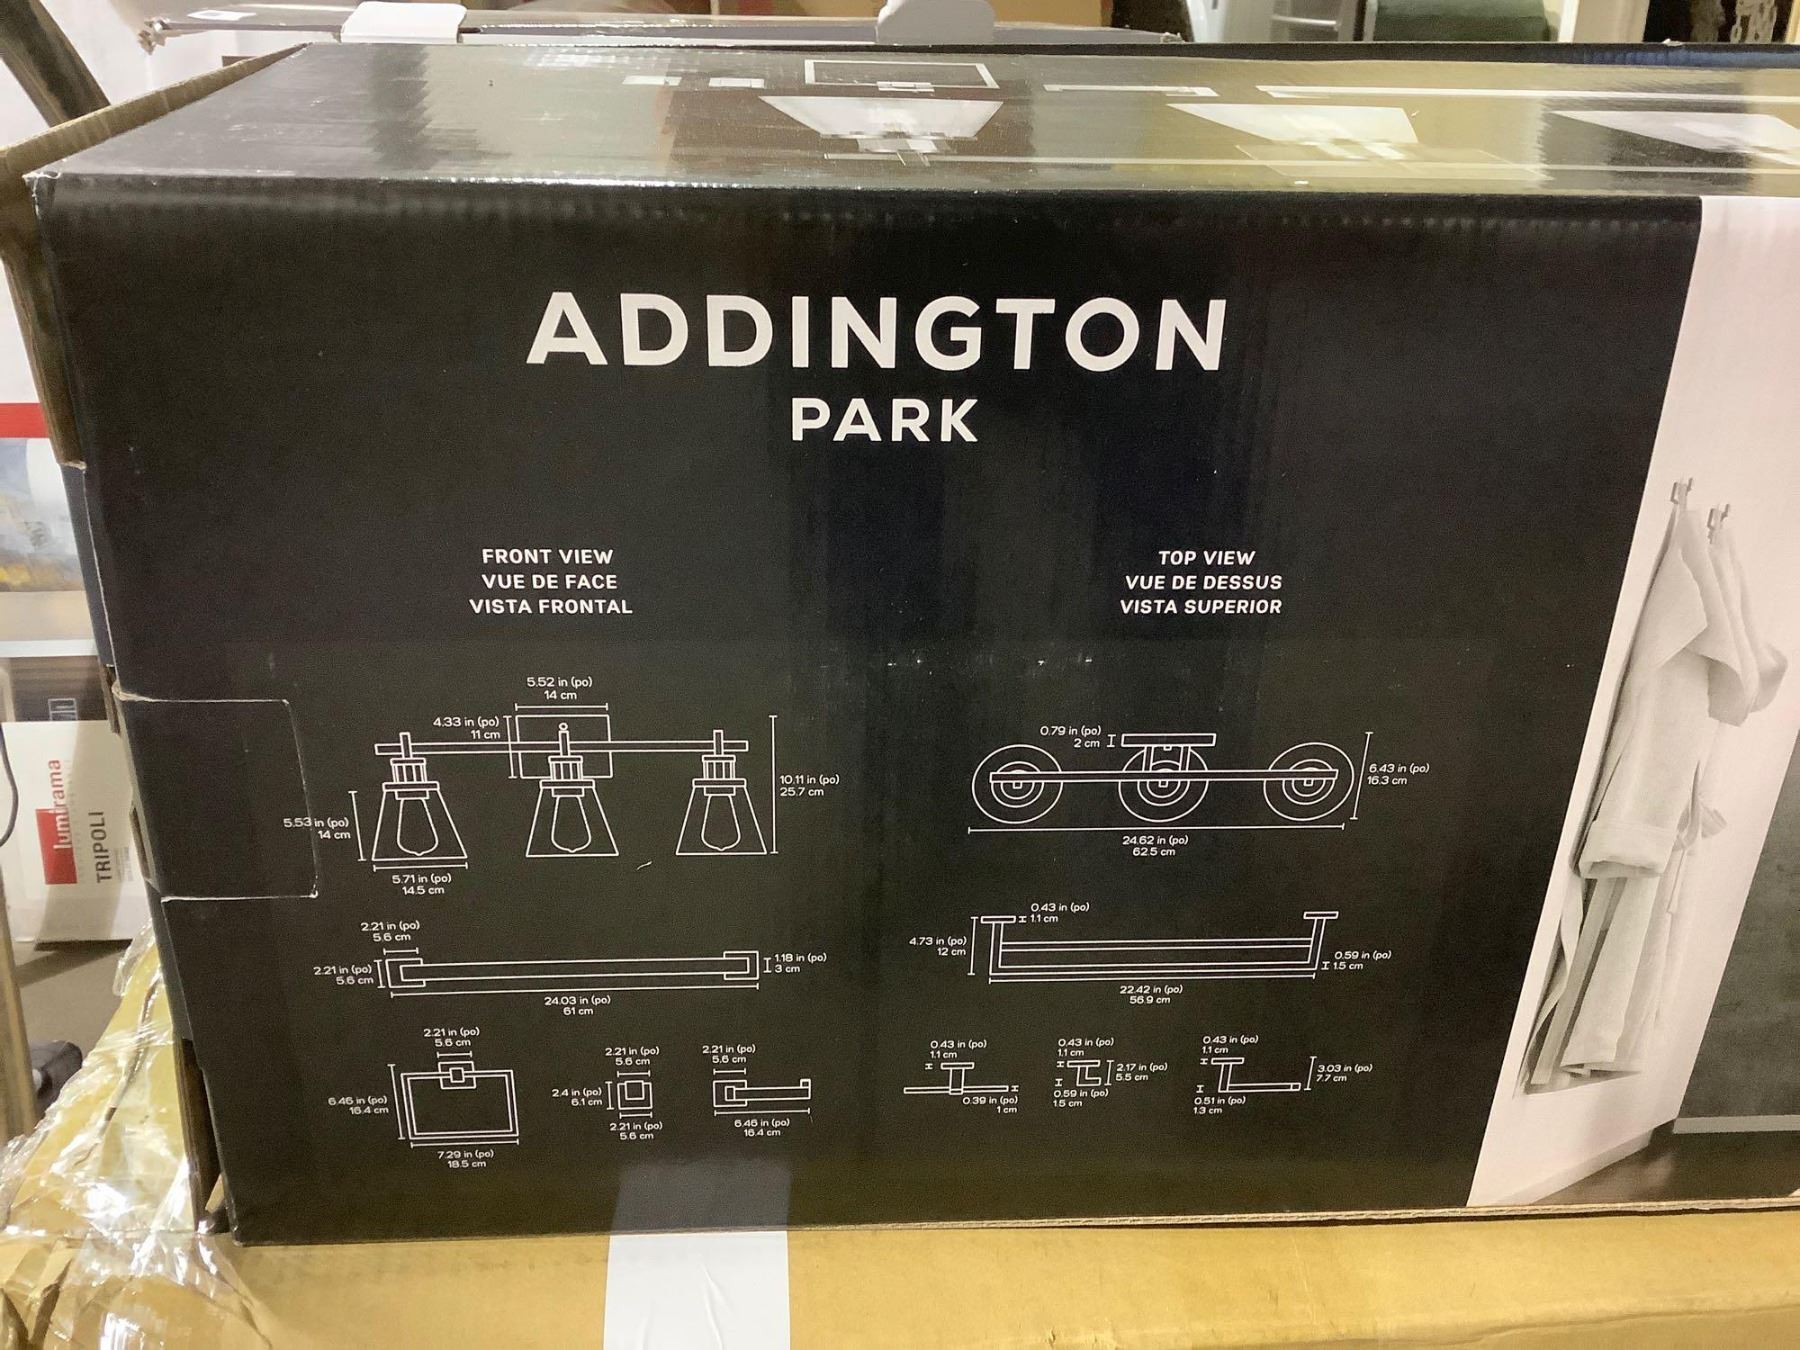 ADDINGTON
PARK
FRONT VIEW
VUE DE FACE
VISTA FRONTAL
TOP VIEW
VUE DE DESSUS
VISTA SUPERIOR
5.52 in (po)
14 cm
4.33 in (po)
11 cm
10.11 in (po)
25.7 cm
5.53 in (po)
14 cm
5.71 in (po)
14.5 cm
0.79 in (po)
2 cm
6.43 in (po)
16.3 cm
24.62 in (po)
62.5 cm
2.21 in (po)
5.6 cm
2.21 in (po)
5.6 cm
1.18 in (po)
3 cm
24.03 in (po)
61 cm
0.43 in (po)
1.1 cm
4.73 in (po)
12 cm
0.59 in (po)
1.5 cm
22.42 in (po)
56.9 cm
2.21 in (po)
5.6 cm
6.46 in (po)
16.4 cm
7.29 in (po)
18.5 cm
2.21 in (po)
5.6 cm
2.4 in (po)
6.1 cm
2.21 in (po)
5.6 cm
2.21 in (po)
5.6 cm
6.46 in (po)
16.4 cm
0.43 in (po)
1.1 cm
0.39 in (po)
1 cm
0.43 in (po)
1.1 cm
2.17 in (po)
5.5 cm
0.59 in (po)
1.5 cm
0.43 in (po)
1.1 cm
3.03 in (po)
7.7 cm
0.51 in (po)
1.3 cm
lumirama
TRIPOLI